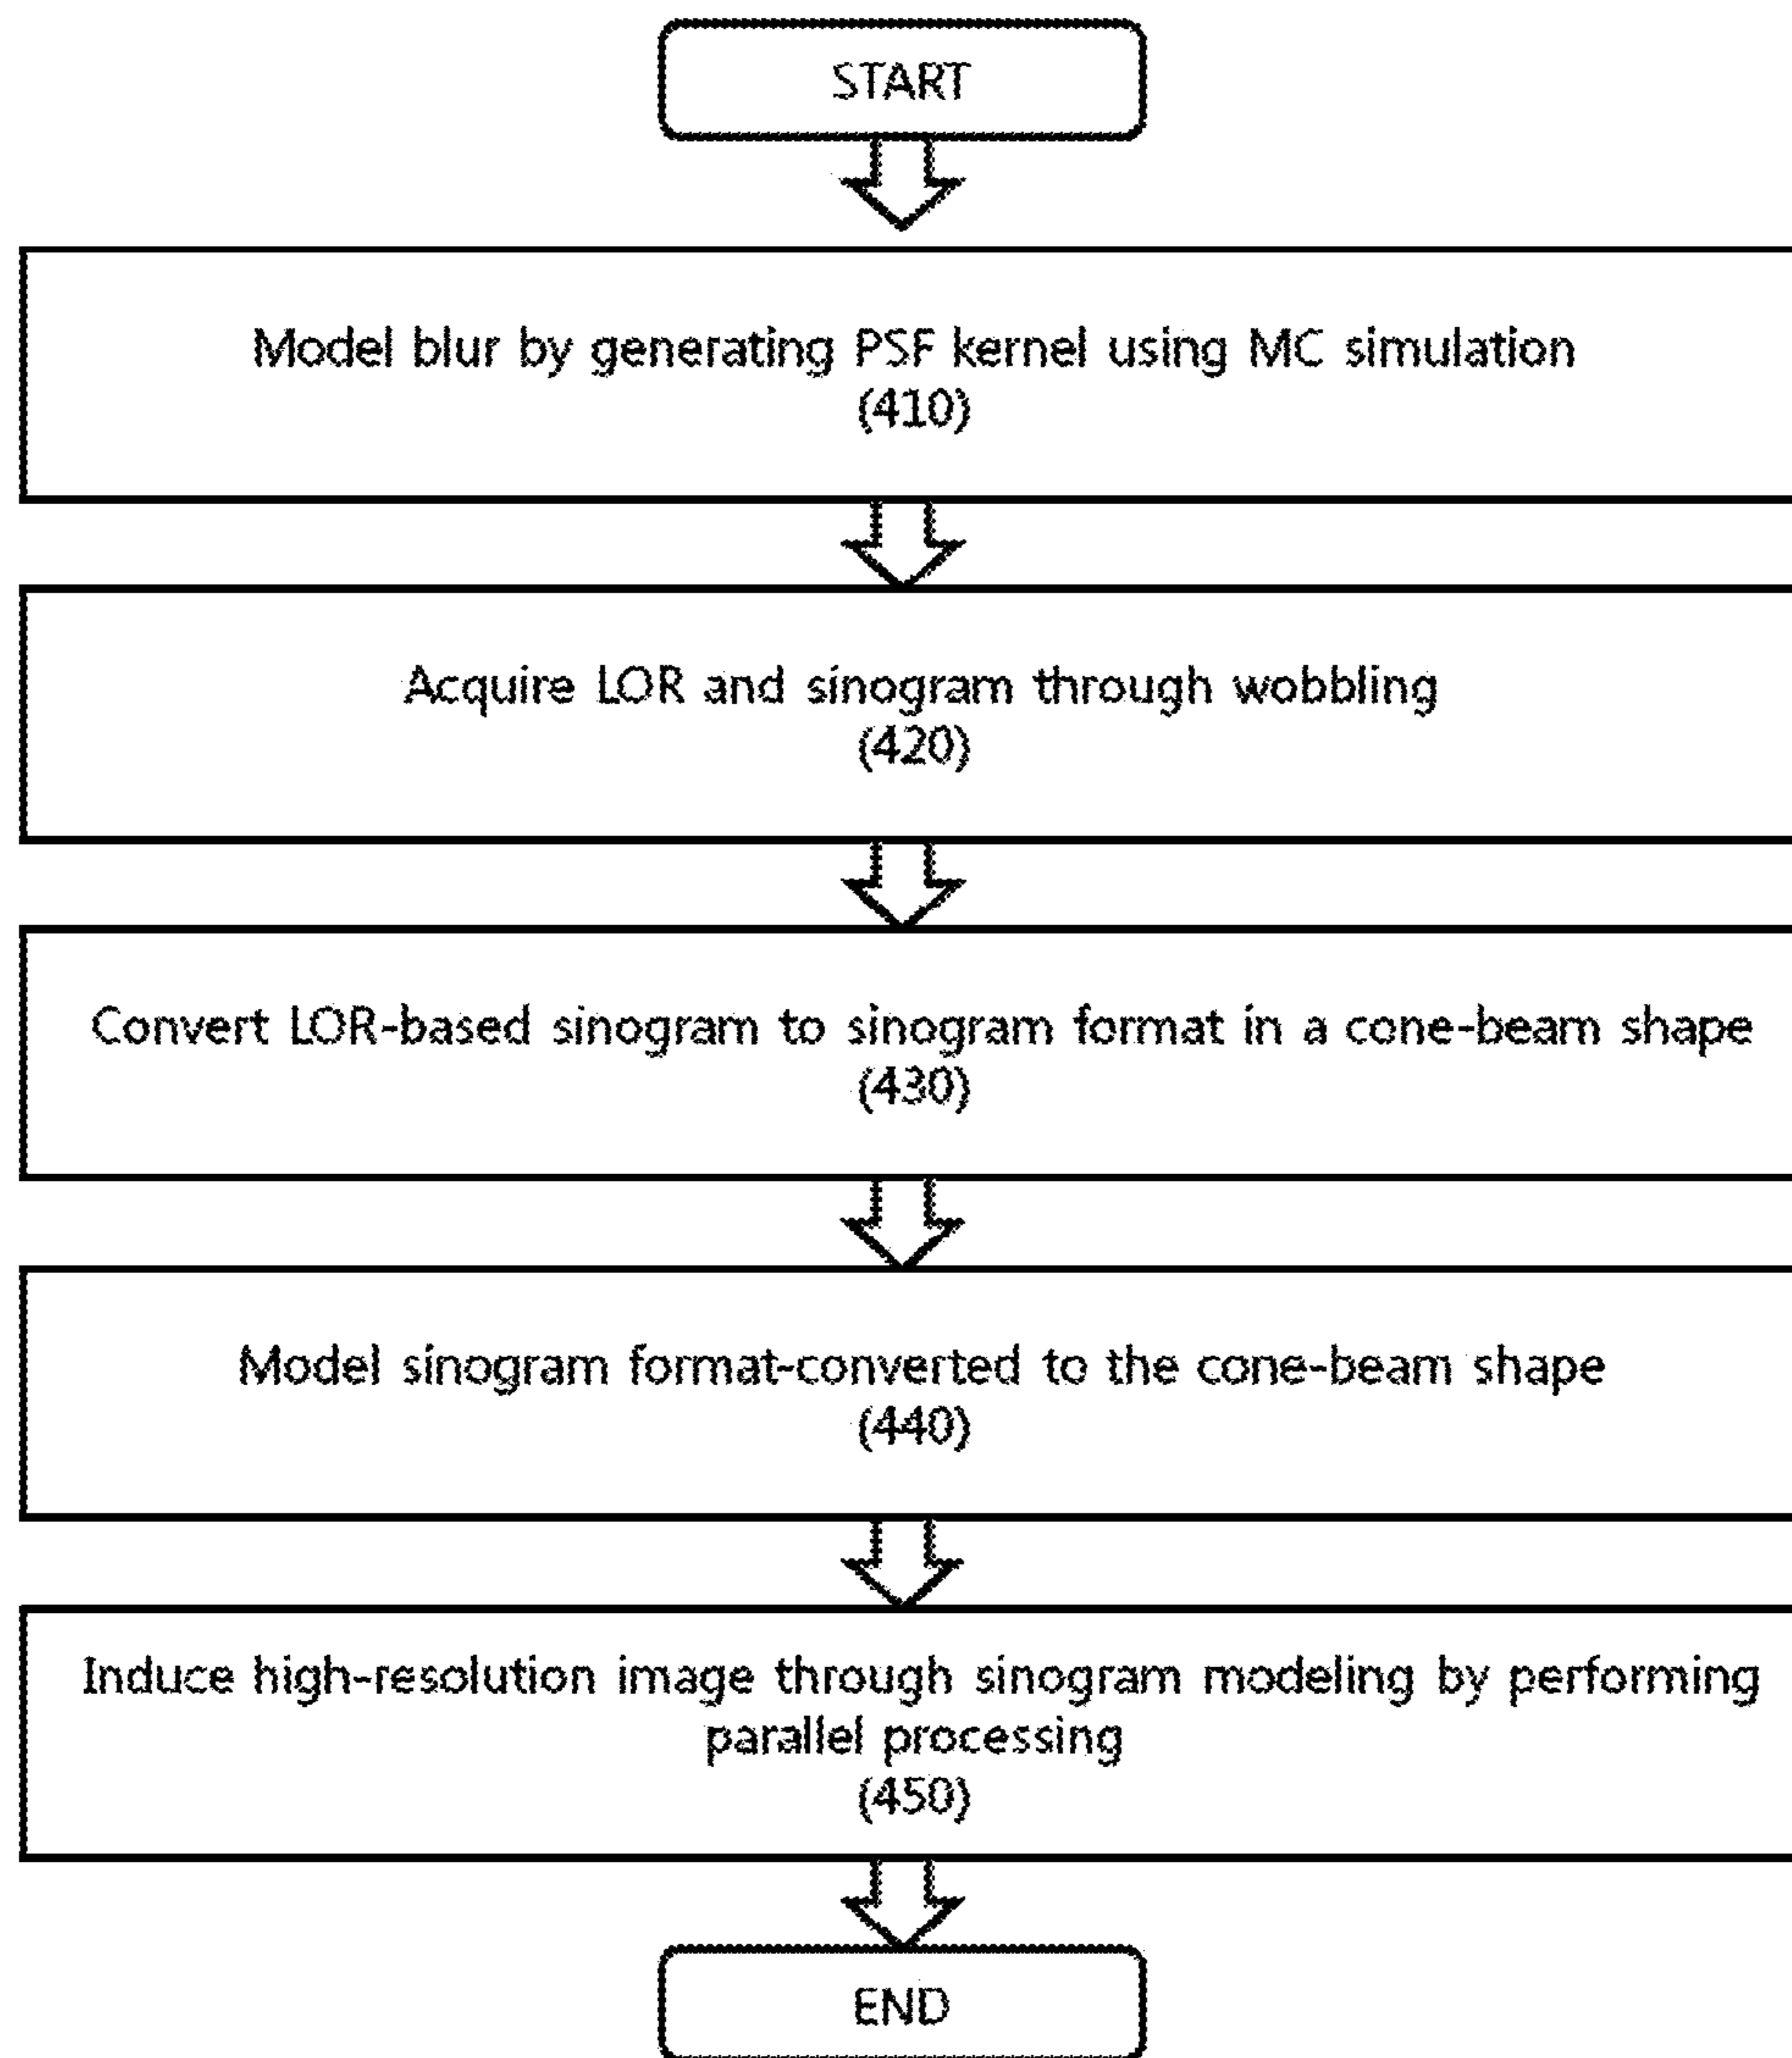 START
Model blur by generating PSF kernel using MC simulation
(410)
Acquire LOR and sinogram through wobbling
(420)
Convert LOR-based sinogram to sinogram format in a cone-beam shape
(430)
Model sinogram format-converted to the cone-beam shape
(440)
Induce high-resolution image through sinogram modeling by performing
parallel processing
(450)
END